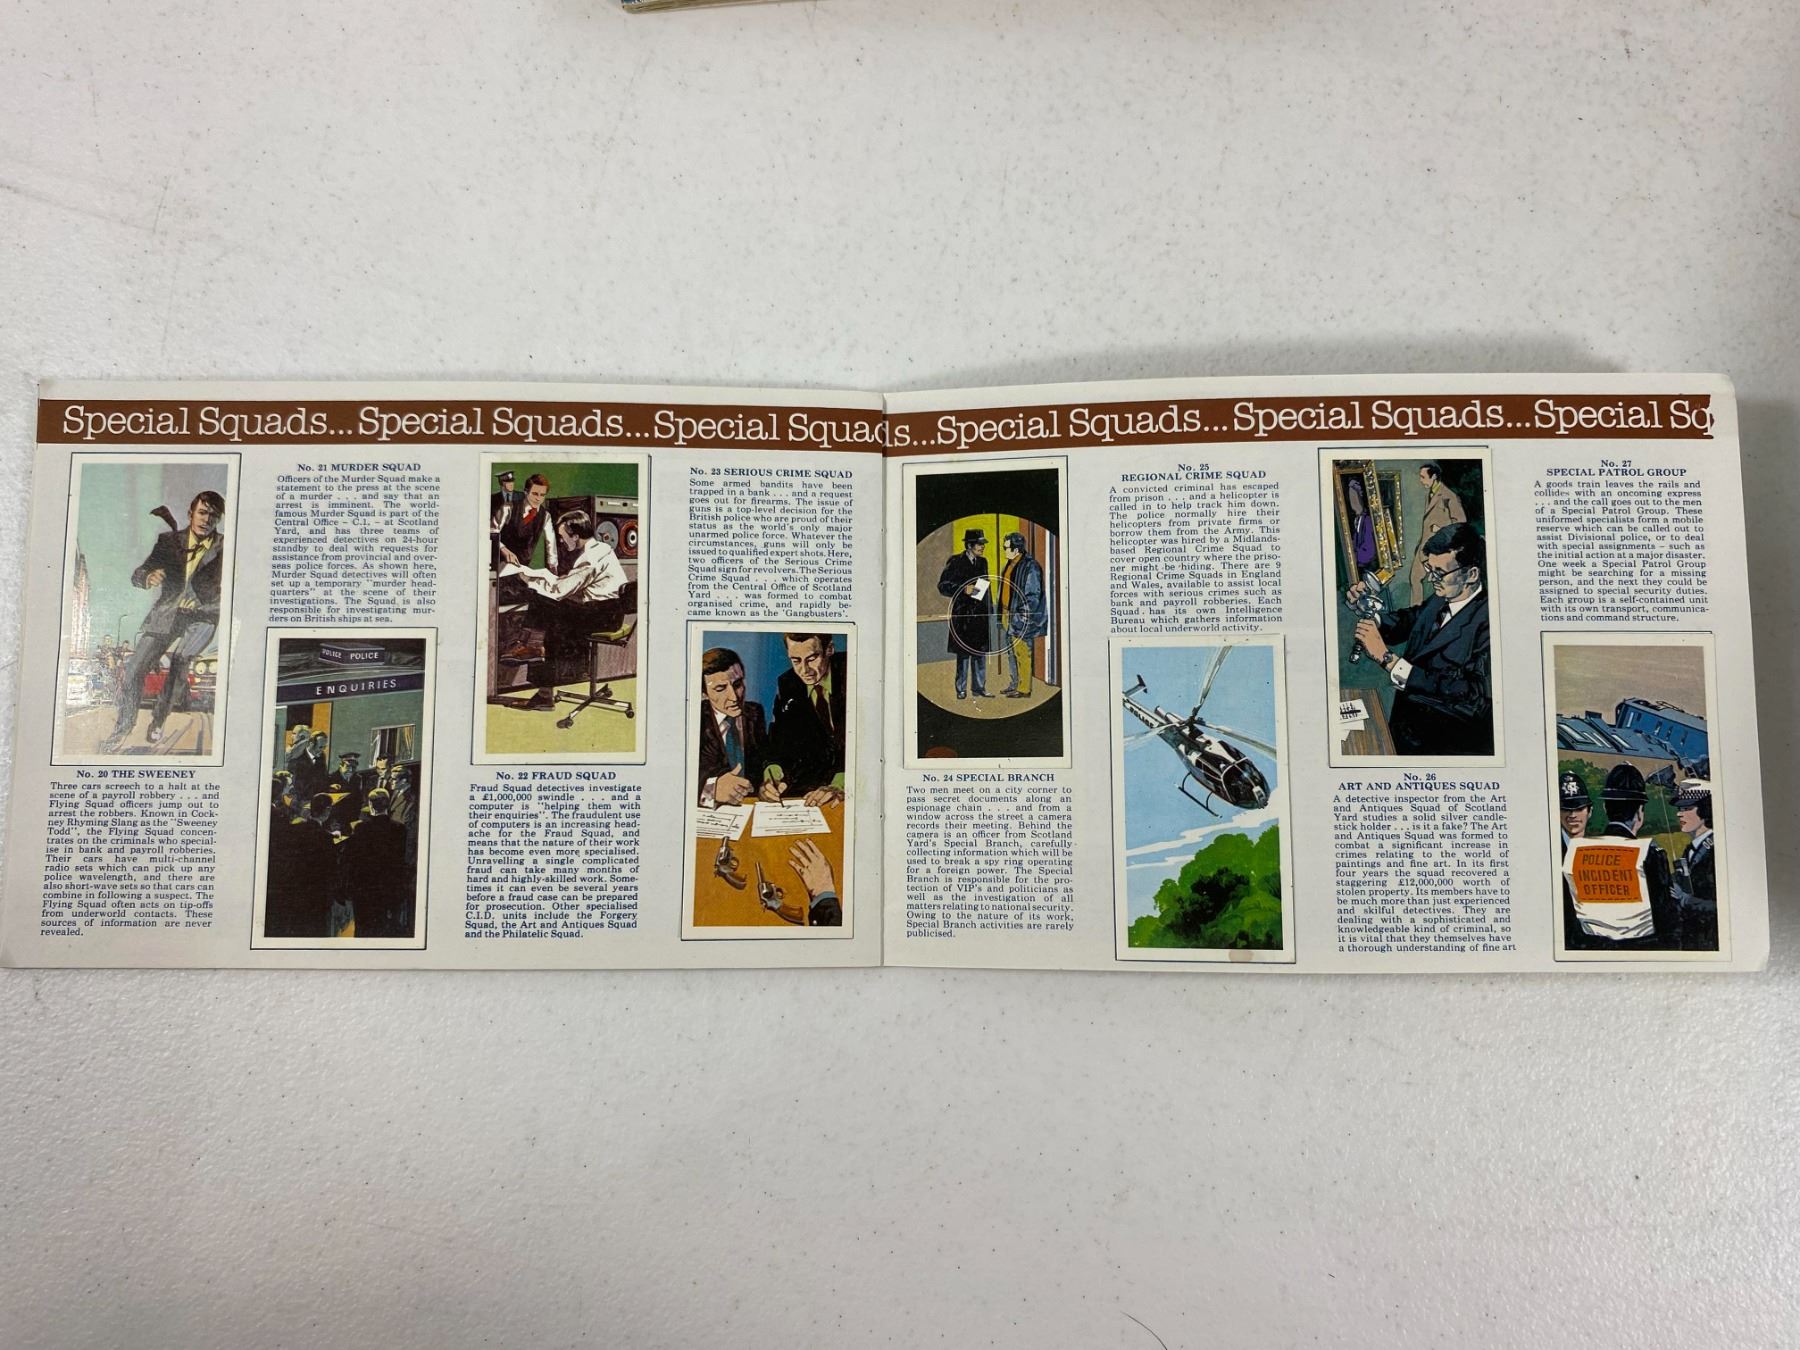 Special Squads...Special Squads...Special Squads...Special Squads...Special Squads...Special Sq
No. 20 THE SWEENEY
Three cars screech to a halt at the
scene of a payroll robbery . . . and
Flying Squad officers jump out to
arrest the robbers. Known in Cock-
ney Rhyming Slang as the "Sweeney
Todd", the Flying Squad concen-
trates on the criminals who special-
ise in bank and payroll robberies.
Their cars have multi-channel
radio sets which can pick up any
police wavelength, and there are
also short-wave sets so that cars can
combine in following a suspect. The
Flying Squad often acts on tip-offs
from underworld contacts. These
sources of information are never
revealed.
No. 21 MURDER SQUAD
Officers of the Murder Squad make a
statement to the press at the scene
of a murder . . . and say that an
arrest is imminent. The world-
famous Murder Squad is part of the
Central Office – C.1. – at Scotland
Yard, and has three teams of
experienced detectives on 24-hour
standby to deal with requests for
assistance from provincial and over-
seas police forces. As shown here,
Murder Squad detectives will often
set up a temporary "murder head-
quarters" at the scene of their
investigations. The Squad is also
responsible for investigating mur-
ders on British ships at sea.
POLICE POLICE
ENQUIRIES
No. 22 FRAUD SQUAD
Fraud Squad detectives investigate
a £1,000,000 swindle . . . and a
computer is "helping them with
their enquiries". The fraudulent use
of computers is an increasing head-
ache for the Fraud Squad, and
means that the nature of their work
has become even more specialised.
Unravelling a single complicated
fraud can take many months of
hard and highly-skilled work. Some-
times it can even be several years
before a fraud case can be prepared
for prosecution. Other specialised
C.I.D. units include the Forgery
Squad, the Art and Antiques Squad
and the Philatelic Squad.
No. 23 SERIOUS CRIME SQUAD
Some armed bandits have been
trapped in a bank . . . and a request
goes out for firearms. The issue of
guns is a top-level decision for the
British police who are proud of their
status as the world's only major
unarmed police force. Whatever the
circumstances, guns will only be
issued to qualified expert shots. Here,
two officers of the Serious Crime
Squad sign for revolvers. The Serious
Crime Squad . . . which operates
from the Central Office of Scotland
Yard . . . was formed to combat
organised crime, and rapidly be-
came known as the 'Gangbusters'.
No. 24 SPECIAL BRANCH
Two men meet on a city corner to
pass secret documents along an
espionage chain . . . and from a
window across the street a camera
records their meeting. Behind the
camera is an officer from Scotland
Yard's Special Branch, carefully
collecting information which will be
used to break a spy ring operating
for a foreign power. The Special
Branch is responsible for the pro-
tection of VIP's and politicians as
well as the investigation of all
matters relating to national security.
Owing to the nature of its work,
Special Branch activities are rarely
publicised.
No. 25
REGIONAL CRIME SQUAD
A convicted criminal has escaped
from prison . . . and a helicopter is
called in to help track him down.
The police normally hire their
helicopters from private firms or
borrow them from the Army. This
helicopter was hired by a Midlands-
based Regional Crime Squad to
cover open country where the priso-
ner might be hiding. There are 9
Regional Crime Squads in England
and Wales, available to assist local
forces with serious crimes such as
bank and payroll robberies. Each
Squad has its own Intelligence
Bureau which gathers information
about local underworld activity.
POLICE
No. 26
ART AND ANTIQUES SQUAD
A detective inspector from the Art
and Antiques Squad of Scotland
Yard studies a solid silver candle-
stick holder . . . is it a fake? The Art
and Antiques Squad was formed to
combat a significant increase in
crimes relating to the world of
paintings and fine art. In its first
four years the squad recovered a
staggering £12,000,000 worth of
stolen property. Its members have to
be much more than just experienced
and skilful detectives. They are
dealing with a sophisticated and
knowledgeable kind of criminal, so
it is vital that they themselves have
a thorough understanding of fine art
No. 27
SPECIAL PATROL GROUP
A goods train leaves the rails and
collides with an oncoming express
. . . and the call goes out to the men
of a Special Patrol Group. These
uniformed specialists form a mobile
reserve which can be called out to
assist Divisional police, or to deal
with special assignments – such as
the initial action at a major disaster.
One week a Special Patrol Group
might be searching for a missing
person, and the next they could be
assigned to special security duties.
Each group is a self-contained unit
with its own transport, communica-
tions and command structure.
POLICE
INCIDENT
OFFICER